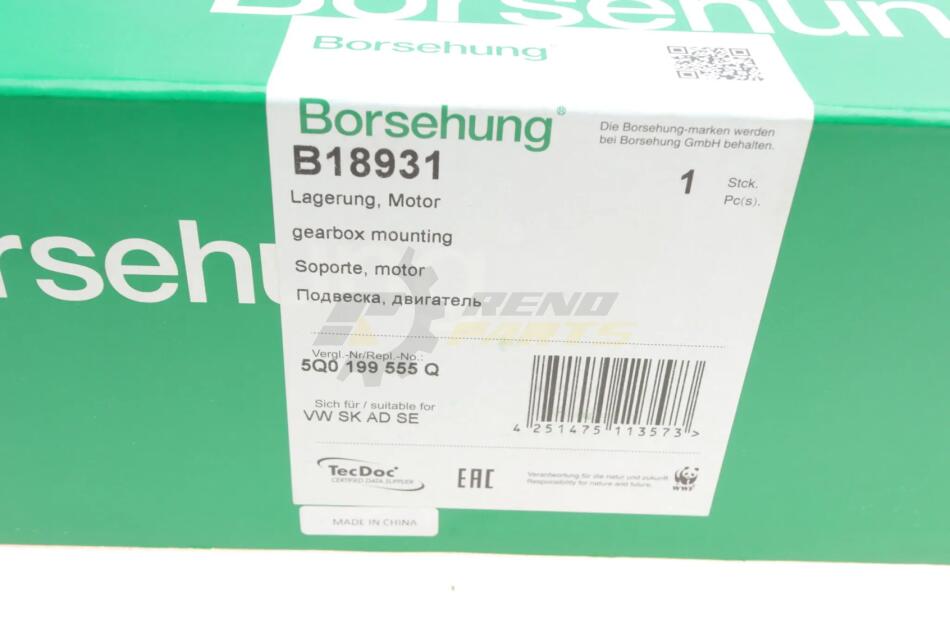 Borsehung
Borsehung
Borsehung®
Die Borsehung-marken werden
bei Borsehung GmbH behalten.
B18931
1 Stck.
Pc(s).
Lagerung, Motor
gearbox mounting
Soporte, motor
Подвеска, двигатель
orsehu
RENO
PARTS
Vergl.-Nr/Repl.-No.:
5Q0 199 555 Q
Sich für / suitable for
VW SK AD SE
4 251475 113573 >
TecDoc
CERTIFIED DATA SUPPLIER
EAC
Verantwortung für die natur und zukunft.
Responsibility for nature and future.
WWF
MADE IN CHINA